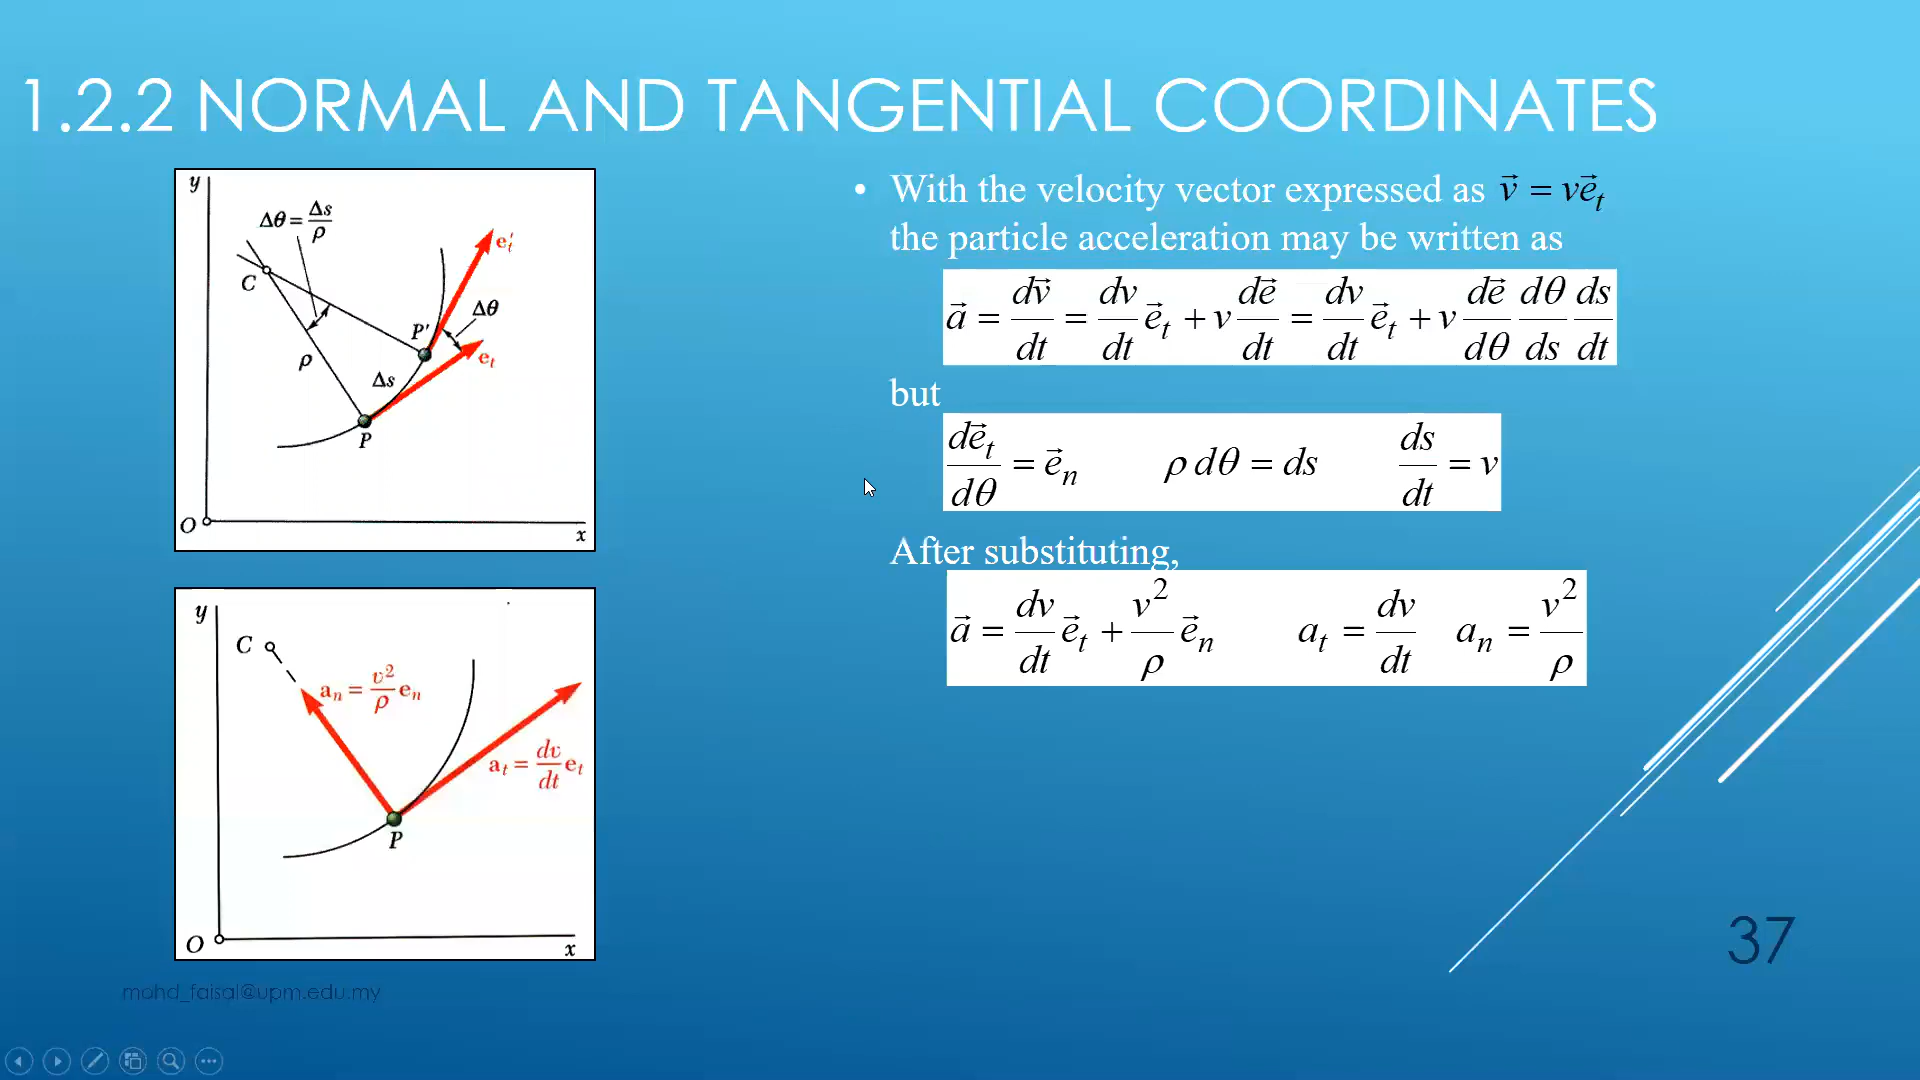 1.2.2 NORMAL AND TANGENTIAL COORDINATES
y
Δθ = Δs/ρ
e't
C
Δθ
P'
et
ρ
Δs
P
O
x
y
C
an = v²/ρ en
at = dv/dt et
P
O
x
• With the velocity vector expressed as v⃗ = ve⃗t
the particle acceleration may be written as
a⃗ = dv⃗/dt = dv/dt e⃗t + v de⃗/dt = dv/dt e⃗t + v de⃗/dθ dθ/ds ds/dt
but
de⃗t/dθ = e⃗n ρ dθ = ds ds/dt = v
After substituting,
a⃗ = dv/dt e⃗t + v²/ρ e⃗n at = dv/dt an = v²/ρ
37
mohd_faisal@upm.edu.my